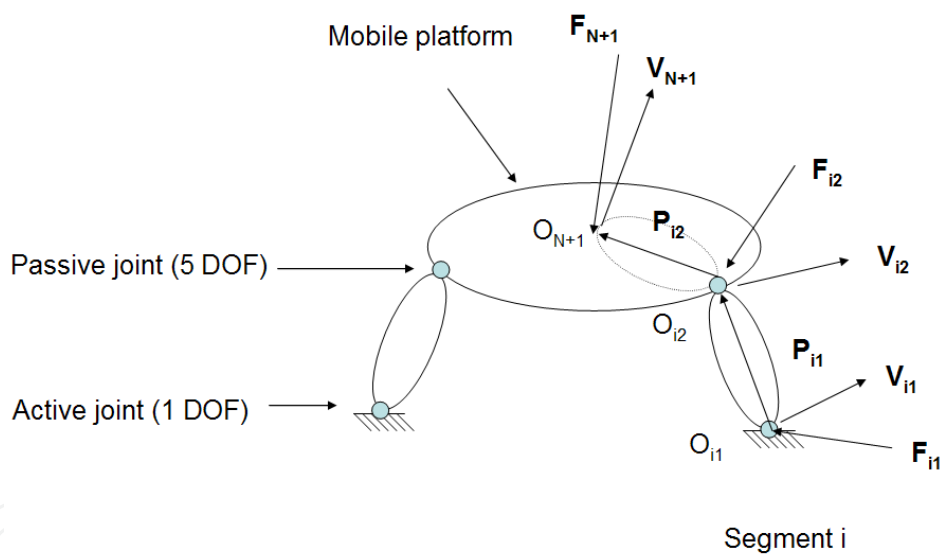 F_{N+1}
Mobile platform
V_{N+1}
F_{i2}
O_{N+1}
P_{i2}
Passive joint (5 DOF)
V_{i2}
O_{i2}
P_{i1}
V_{i1}
Active joint (1 DOF)
O_{i1}
F_{i1}
Segment i